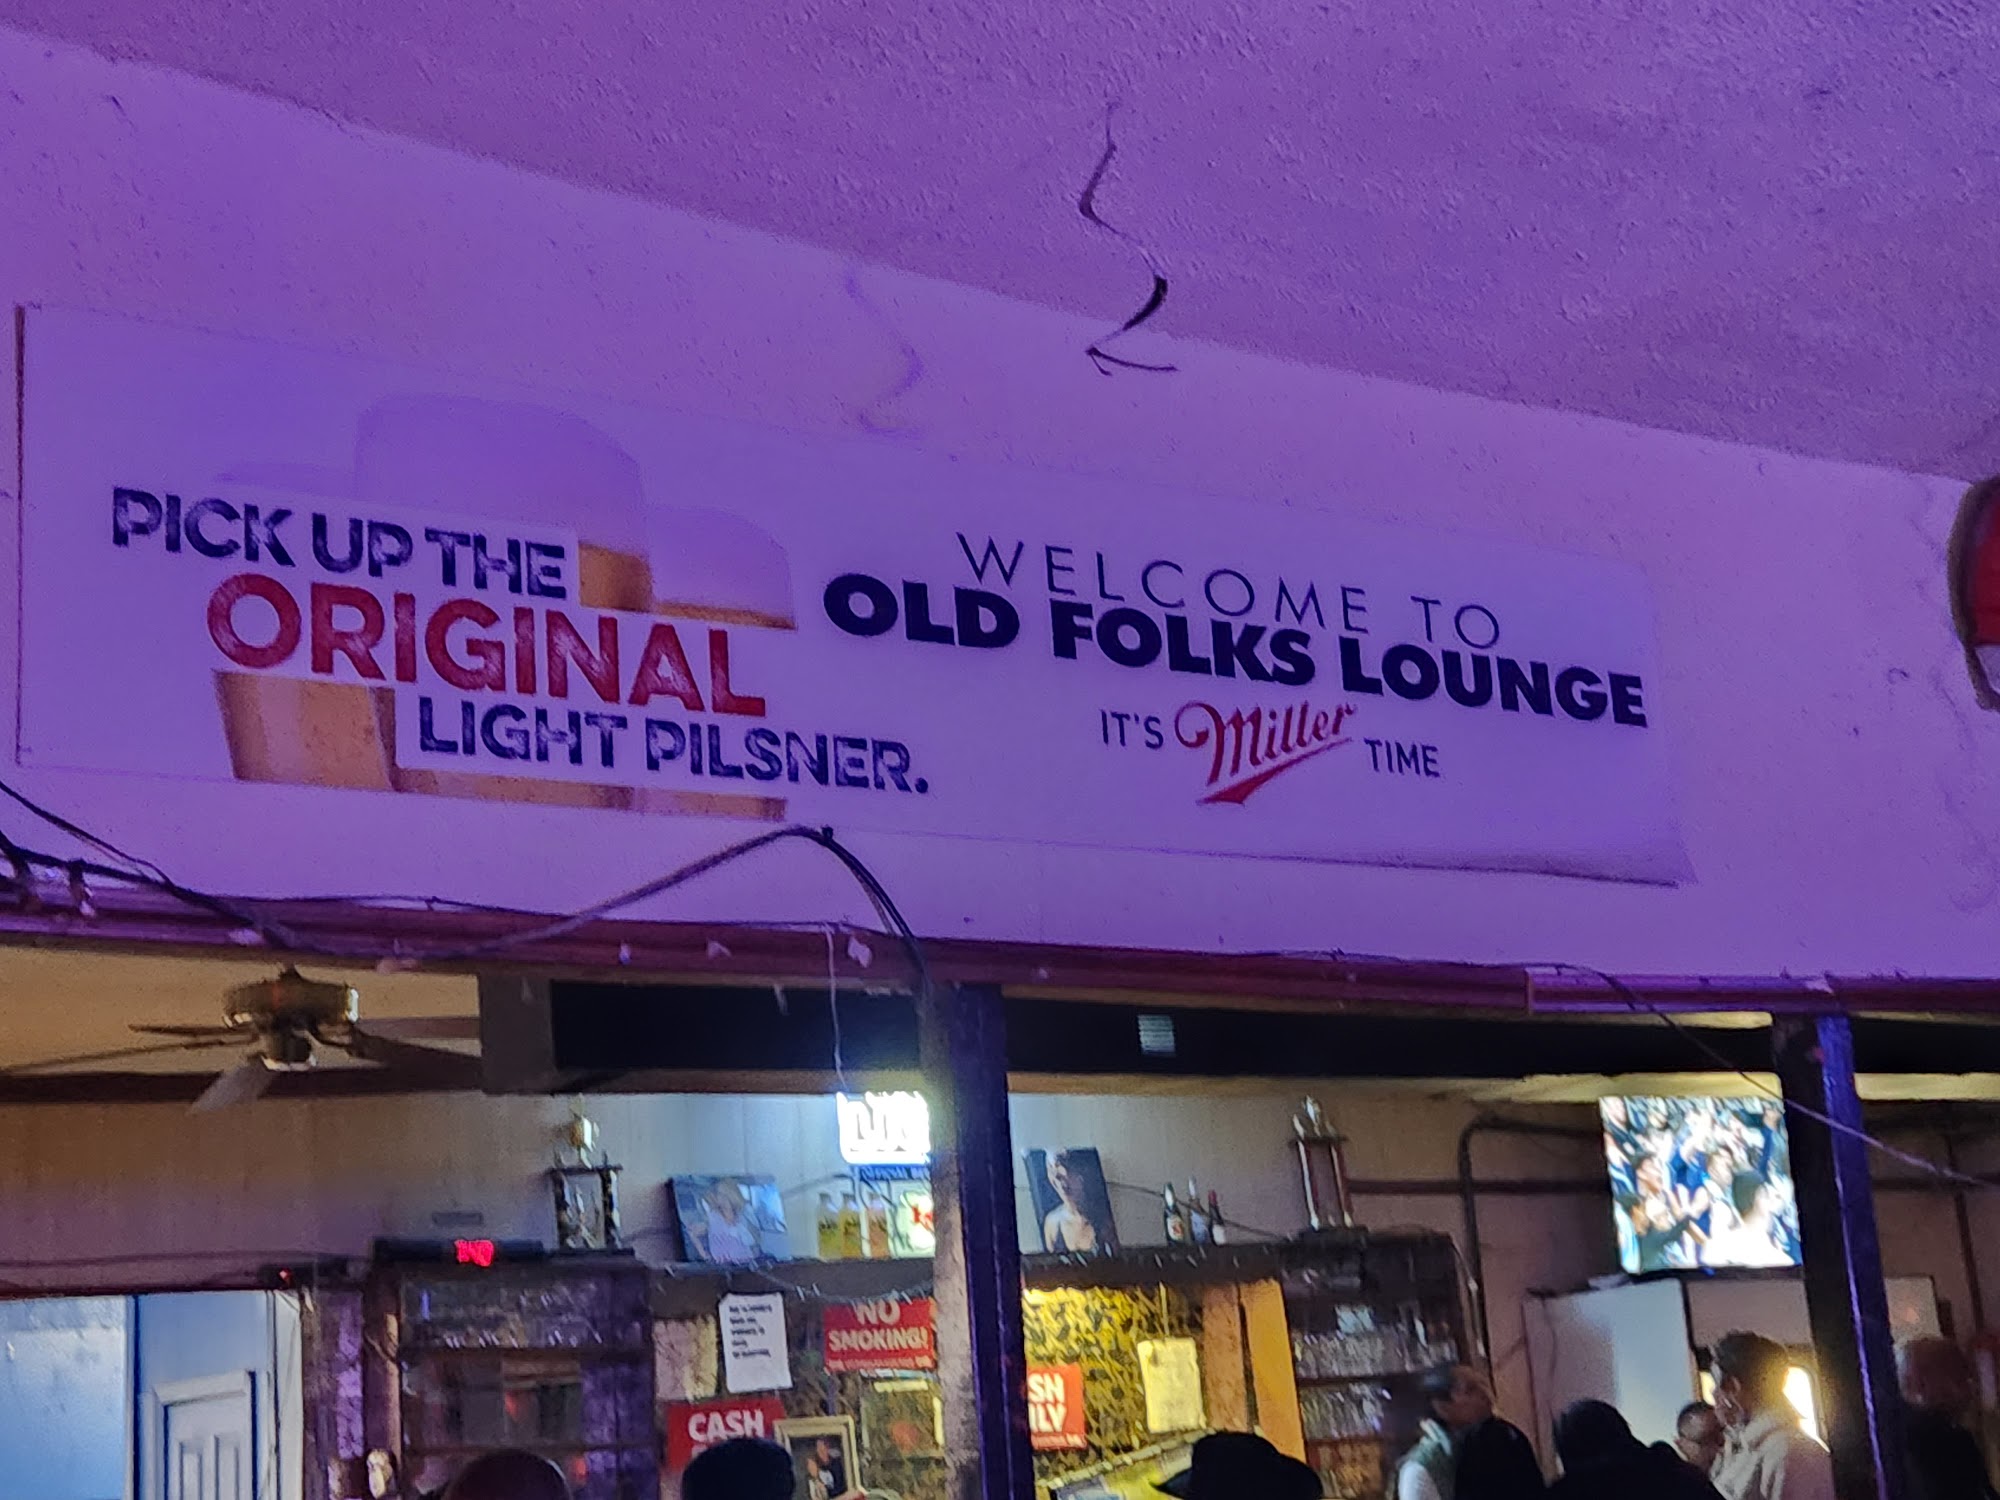 PICK UP THE
ORIGINAL
LIGHT PILSNER.
WELCOME TO
OLD FOLKS LOUNGE
IT'S Miller TIME
NO
SMOKING!
CASH